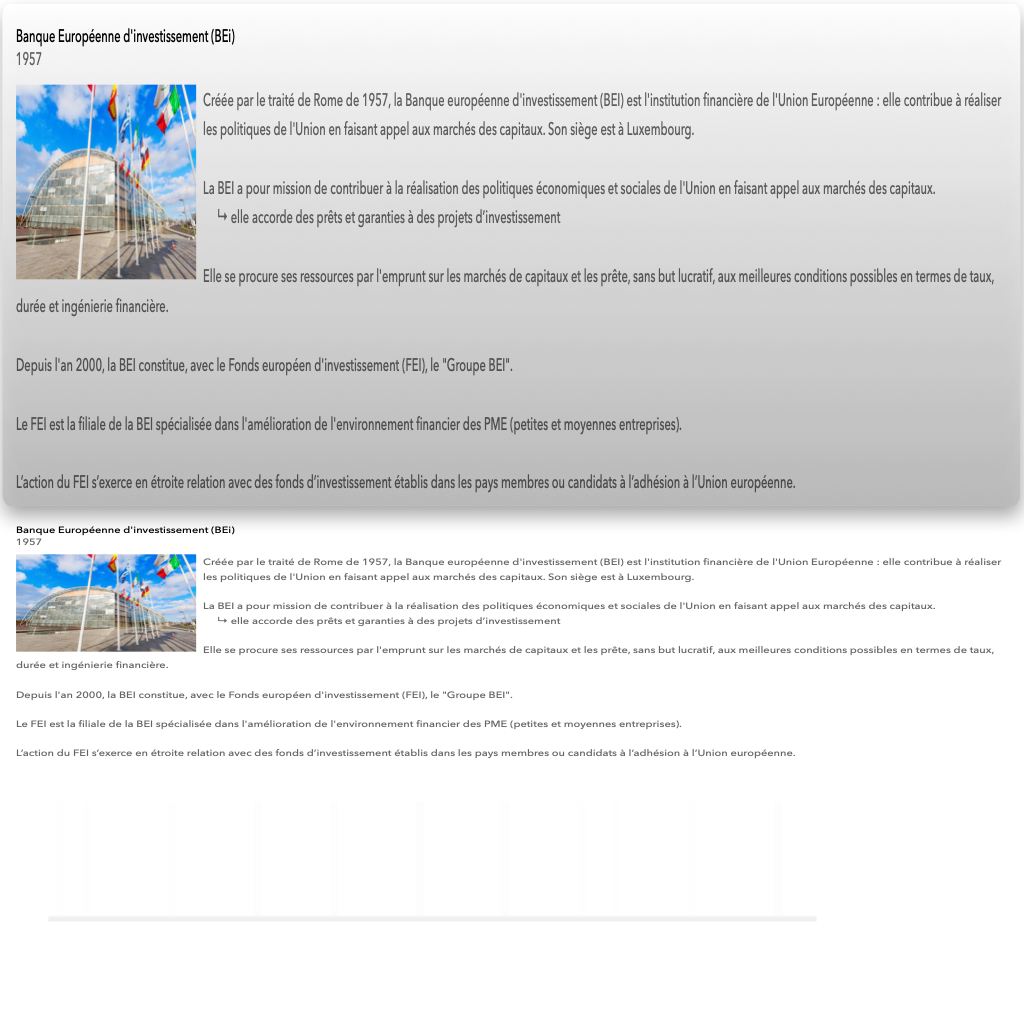 Banque Européenne d'investissement (BEi)
1957
Créée par le traité de Rome de 1957, la Banque européenne d'investissement (BEI) est l'institution financière de l'Union Européenne : elle contribue à réaliser
les politiques de l'Union en faisant appel aux marchés des capitaux. Son siège est à Luxembourg.
La BEI a pour mission de contribuer à la réalisation des politiques économiques et sociales de l'Union en faisant appel aux marchés des capitaux.
↳ elle accorde des prêts et garanties à des projets d’investissement
Elle se procure ses ressources par l'emprunt sur les marchés de capitaux et les prête, sans but lucratif, aux meilleures conditions possibles en termes de taux,
durée et ingénierie financière.
Depuis l'an 2000, la BEI constitue, avec le Fonds européen d'investissement (FEI), le "Groupe BEI".
Le FEI est la filiale de la BEI spécialisée dans l'amélioration de l'environnement financier des PME (petites et moyennes entreprises).
L’action du FEI s’exerce en étroite relation avec des fonds d’investissement établis dans les pays membres ou candidats à l’adhésion à l’Union européenne.
Banque Européenne d'investissement (BEi)
1957
Créée par le traité de Rome de 1957, la Banque européenne d'investissement (BEI) est l'institution financière de l'Union Européenne : elle contribue à réaliser
les politiques de l'Union en faisant appel aux marchés des capitaux. Son siège est à Luxembourg.
La BEI a pour mission de contribuer à la réalisation des politiques économiques et sociales de l'Union en faisant appel aux marchés des capitaux.
↳ elle accorde des prêts et garanties à des projets d’investissement
Elle se procure ses ressources par l'emprunt sur les marchés de capitaux et les prête, sans but lucratif, aux meilleures conditions possibles en termes de taux,
durée et ingénierie financière.
Depuis l'an 2000, la BEI constitue, avec le Fonds européen d'investissement (FEI), le "Groupe BEI".
Le FEI est la filiale de la BEI spécialisée dans l'amélioration de l'environnement financier des PME (petites et moyennes entreprises).
L’action du FEI s’exerce en étroite relation avec des fonds d’investissement établis dans les pays membres ou candidats à l’adhésion à l’Union européenne.